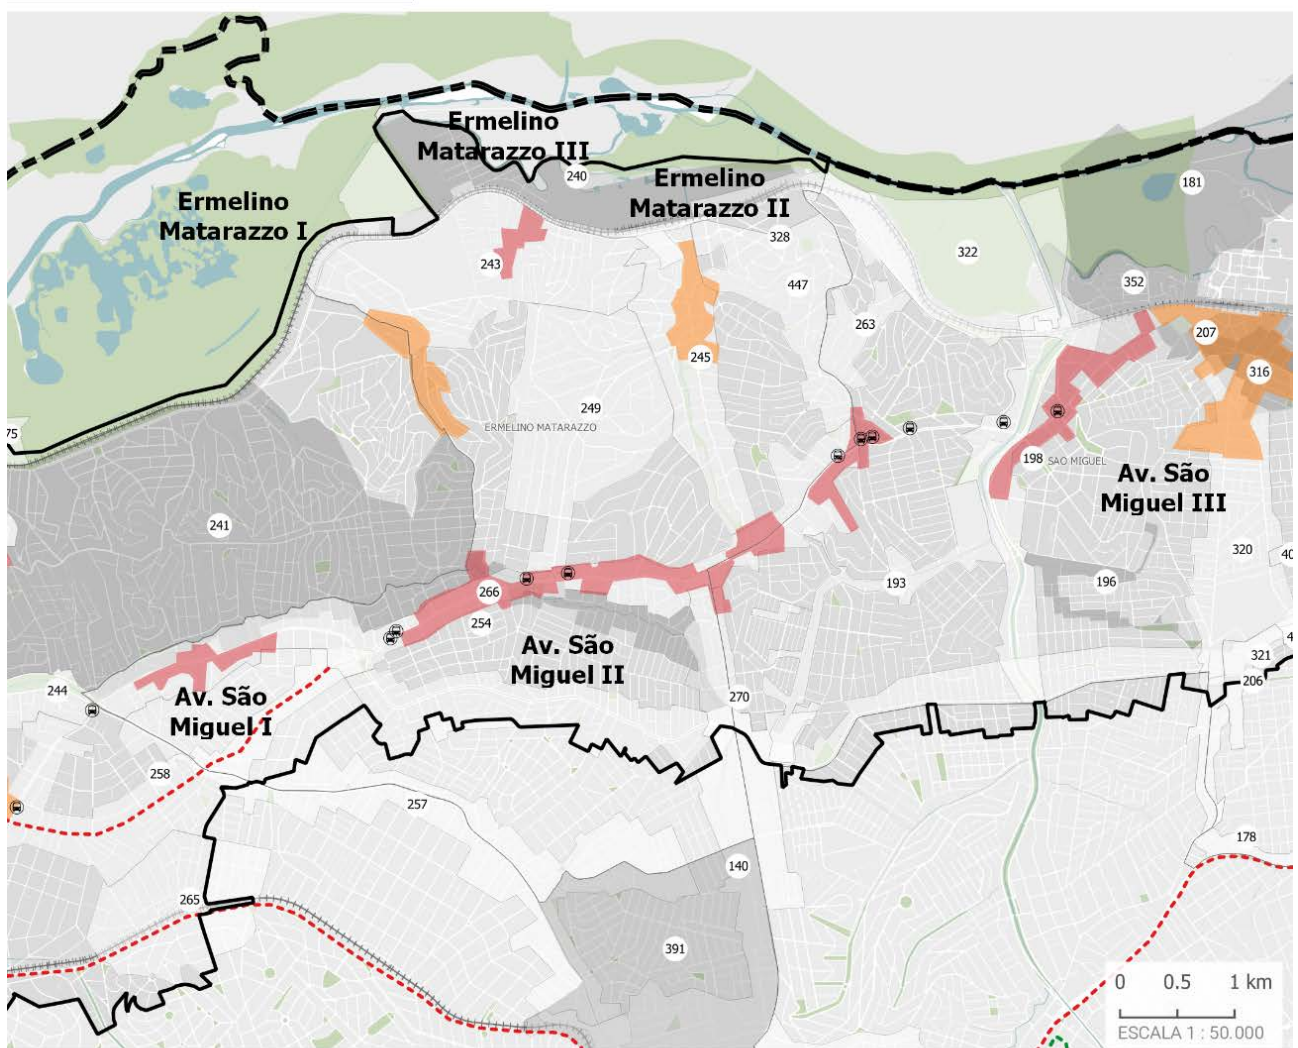 Ermelino
Matarazzo III
240
Ermelino
Matarazzo II
Ermelino
Matarazzo I
181
328
322
243
447
352
263
207
245
316
249
ERMELINO MATARAZZO
75
198
SAO MIGUEL
Av. São
Miguel III
241
320
40
193
196
266
254
Av. São
Miguel II
4
321
206
244
Av. São
Miguel I
270
258
257
178
140
265
391
0 0.5 1 km
ESCALA 1 : 50.000